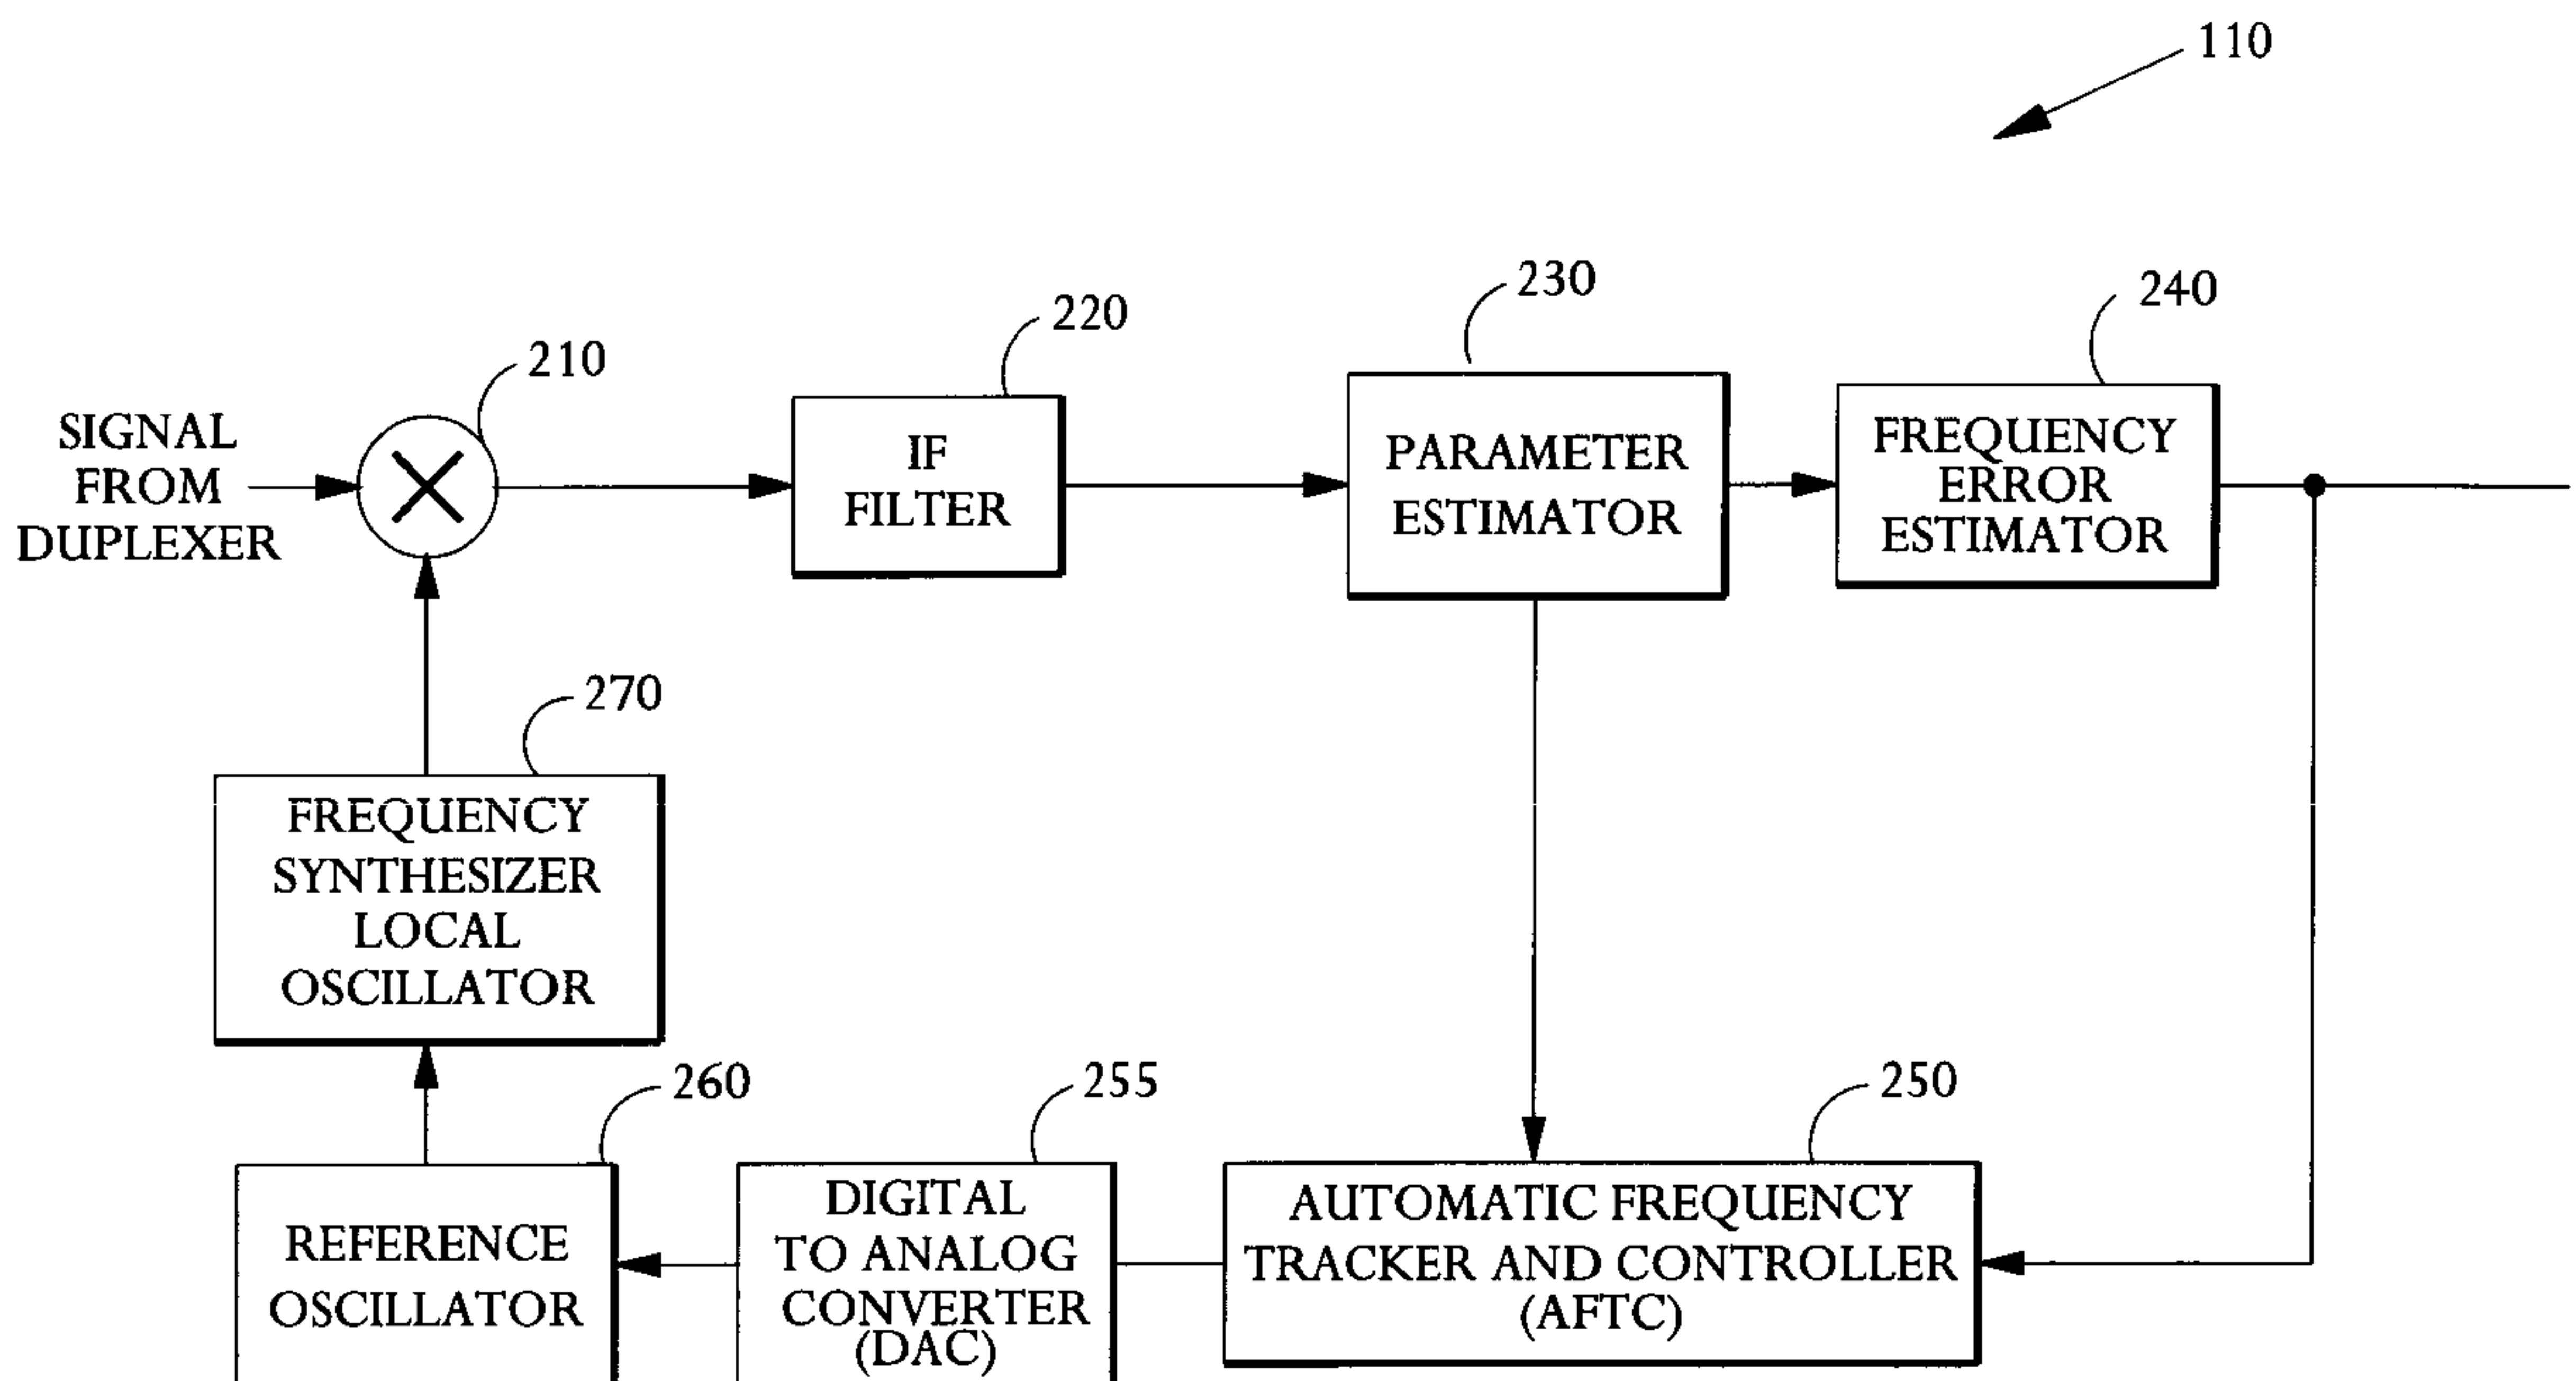 110
230
240
220
210
SIGNAL
FROM
DUPLEXER
IF
FILTER
PARAMETER
ESTIMATOR
FREQUENCY
ERROR
ESTIMATOR
270
FREQUENCY
SYNTHESIZER
LOCAL
OSCILLATOR
260
255
250
REFERENCE
OSCILLATOR
DIGITAL
TO ANALOG
CONVERTER
(DAC)
AUTOMATIC FREQUENCY
TRACKER AND CONTROLLER
(AFTC)